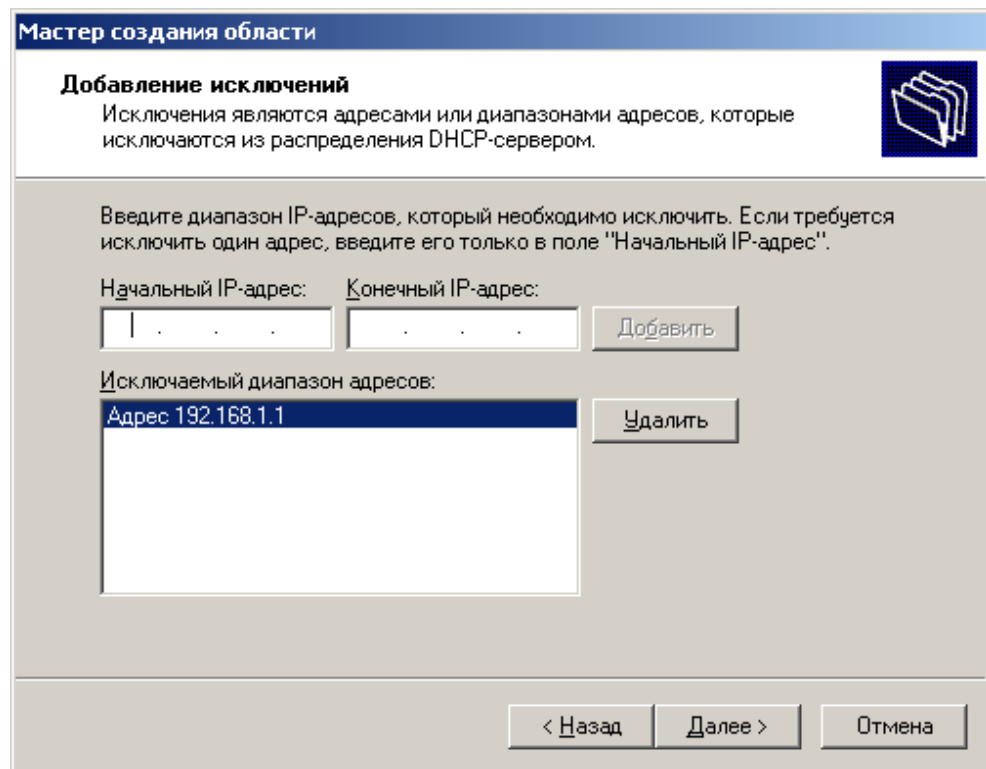 Мастер создания области
Добавление исключений
Исключения являются адресами или диапазонами адресов, которые
исключаются из распределения DHCP-сервером.
Введите диапазон IP-адресов, который необходимо исключить. Если требуется
исключить один адрес, введите его только в поле "Начальный IP-адрес".
Начальный IP-адрес: Конечный IP-адрес:
. . . . . . Добавить
Исключаемый диапазон адресов:
Адрес 192.168.1.1 Удалить
< Назад Далее > Отмена